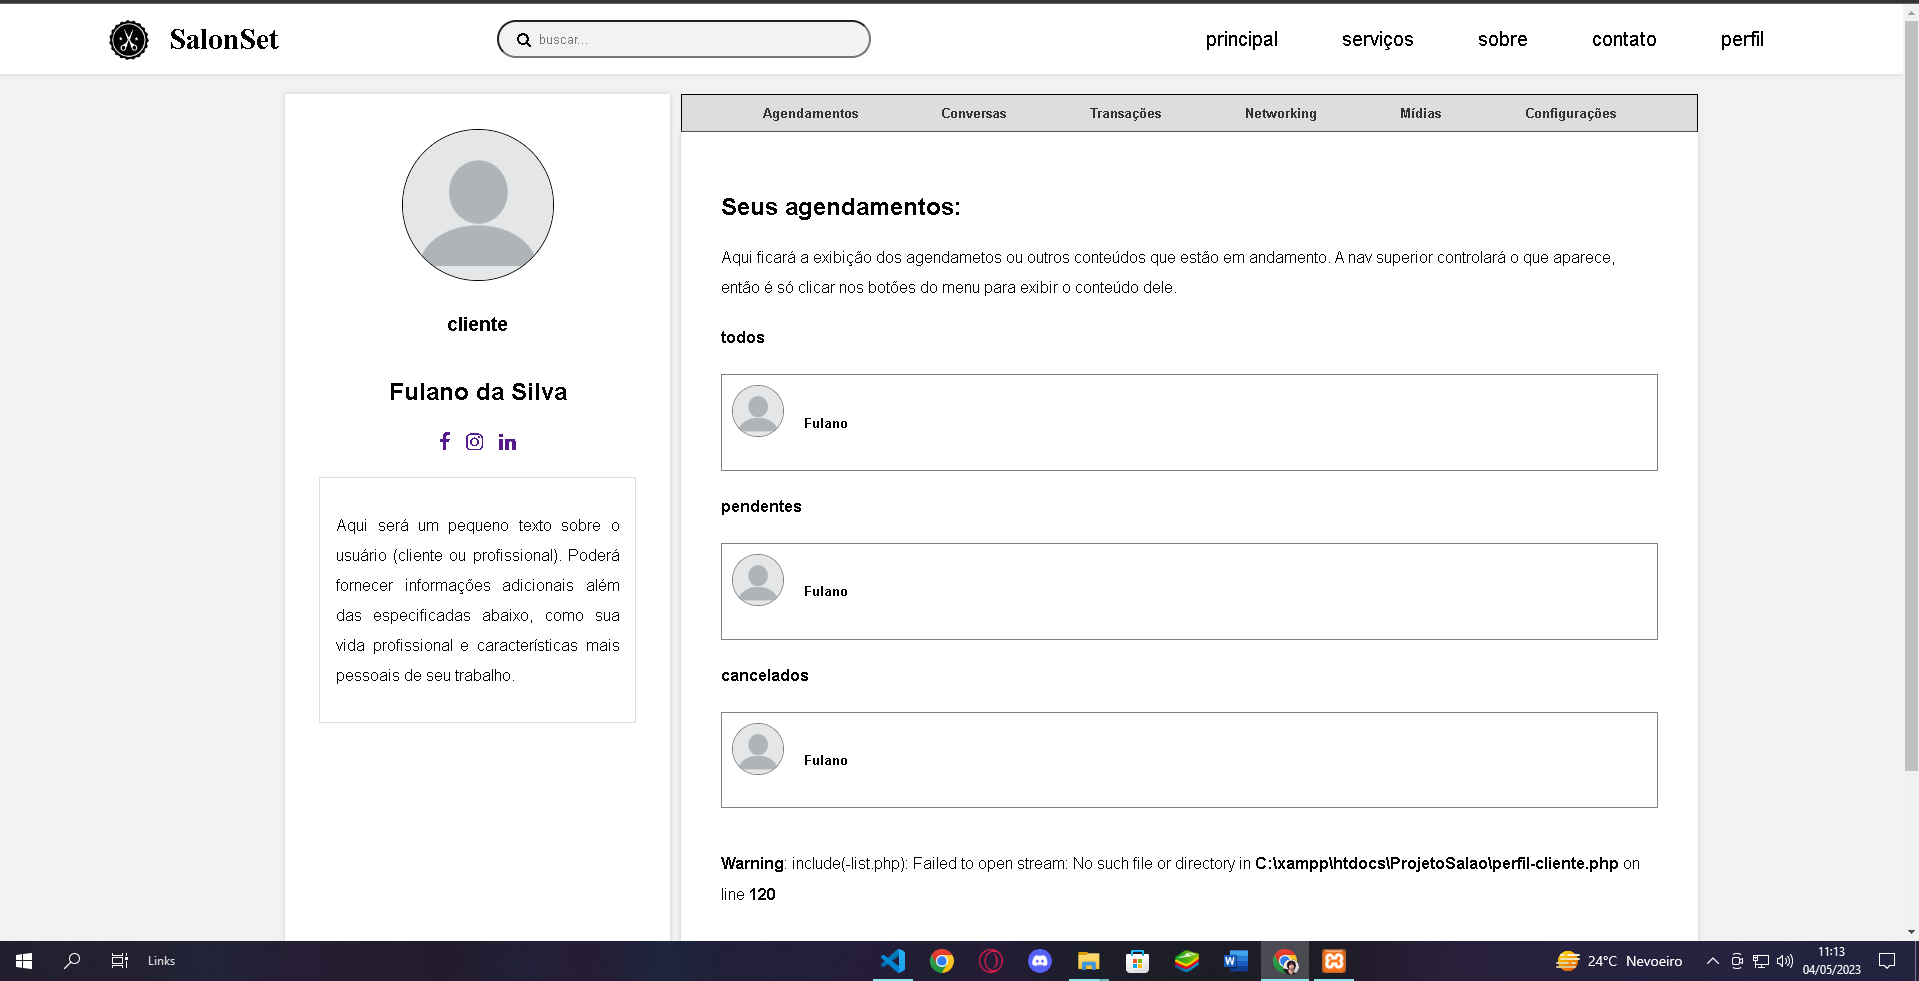 SalonSet
buscar...
principal
serviços
sobre
contato
perfil
cliente
Fulano da Silva
Aqui será um pequeno texto sobre o
usuário (cliente ou profissional). Poderá
fornecer informações adicionais além
das especificadas abaixo, como sua
vida profissional e características mais
pessoais de seu trabalho.
Agendamentos
Conversas
Transações
Networking
Mídias
Configurações
Seus agendamentos:
Aqui ficará a exibição dos agendametos ou outros conteúdos que estão em andamento. A nav superior controlará o que aparece,
então é só clicar nos botões do menu para exibir o conteúdo dele.
todos
Fulano
pendentes
Fulano
cancelados
Fulano
Warning: include(-list.php): Failed to open stream: No such file or directory in C:\xampp\htdocs\ProjetoSalao\perfil-cliente.php on
line 120
Links
24°C Nevoeiro
11:13
04/05/2023